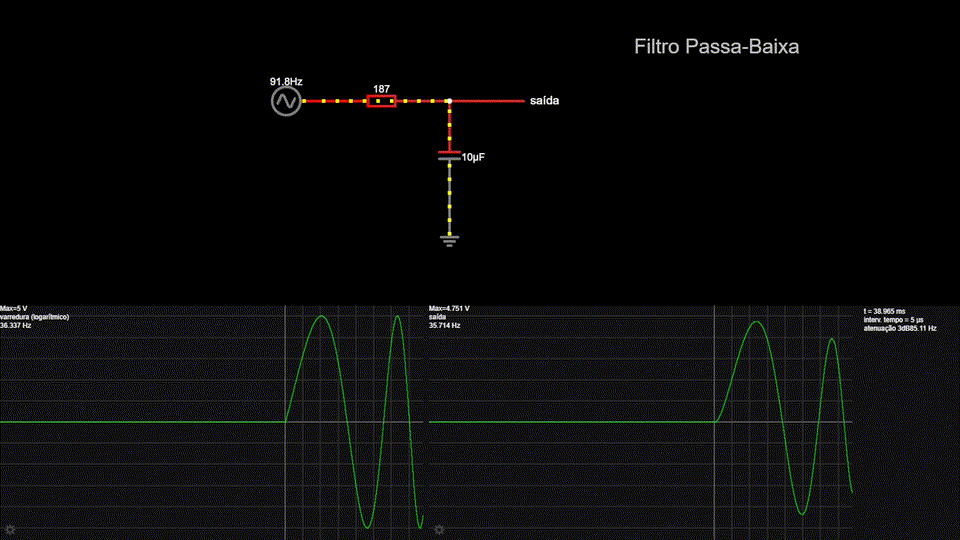 Filtro Passa-Baixa
91.8Hz
187
saída
10μF
Max=5 V
varredura (logarítmico)
36.337 Hz
Max=4.751 V
saída
35.714 Hz
t = 38.965 ms
interv. tempo = 5 μs
atenuação 3dB85.11 Hz